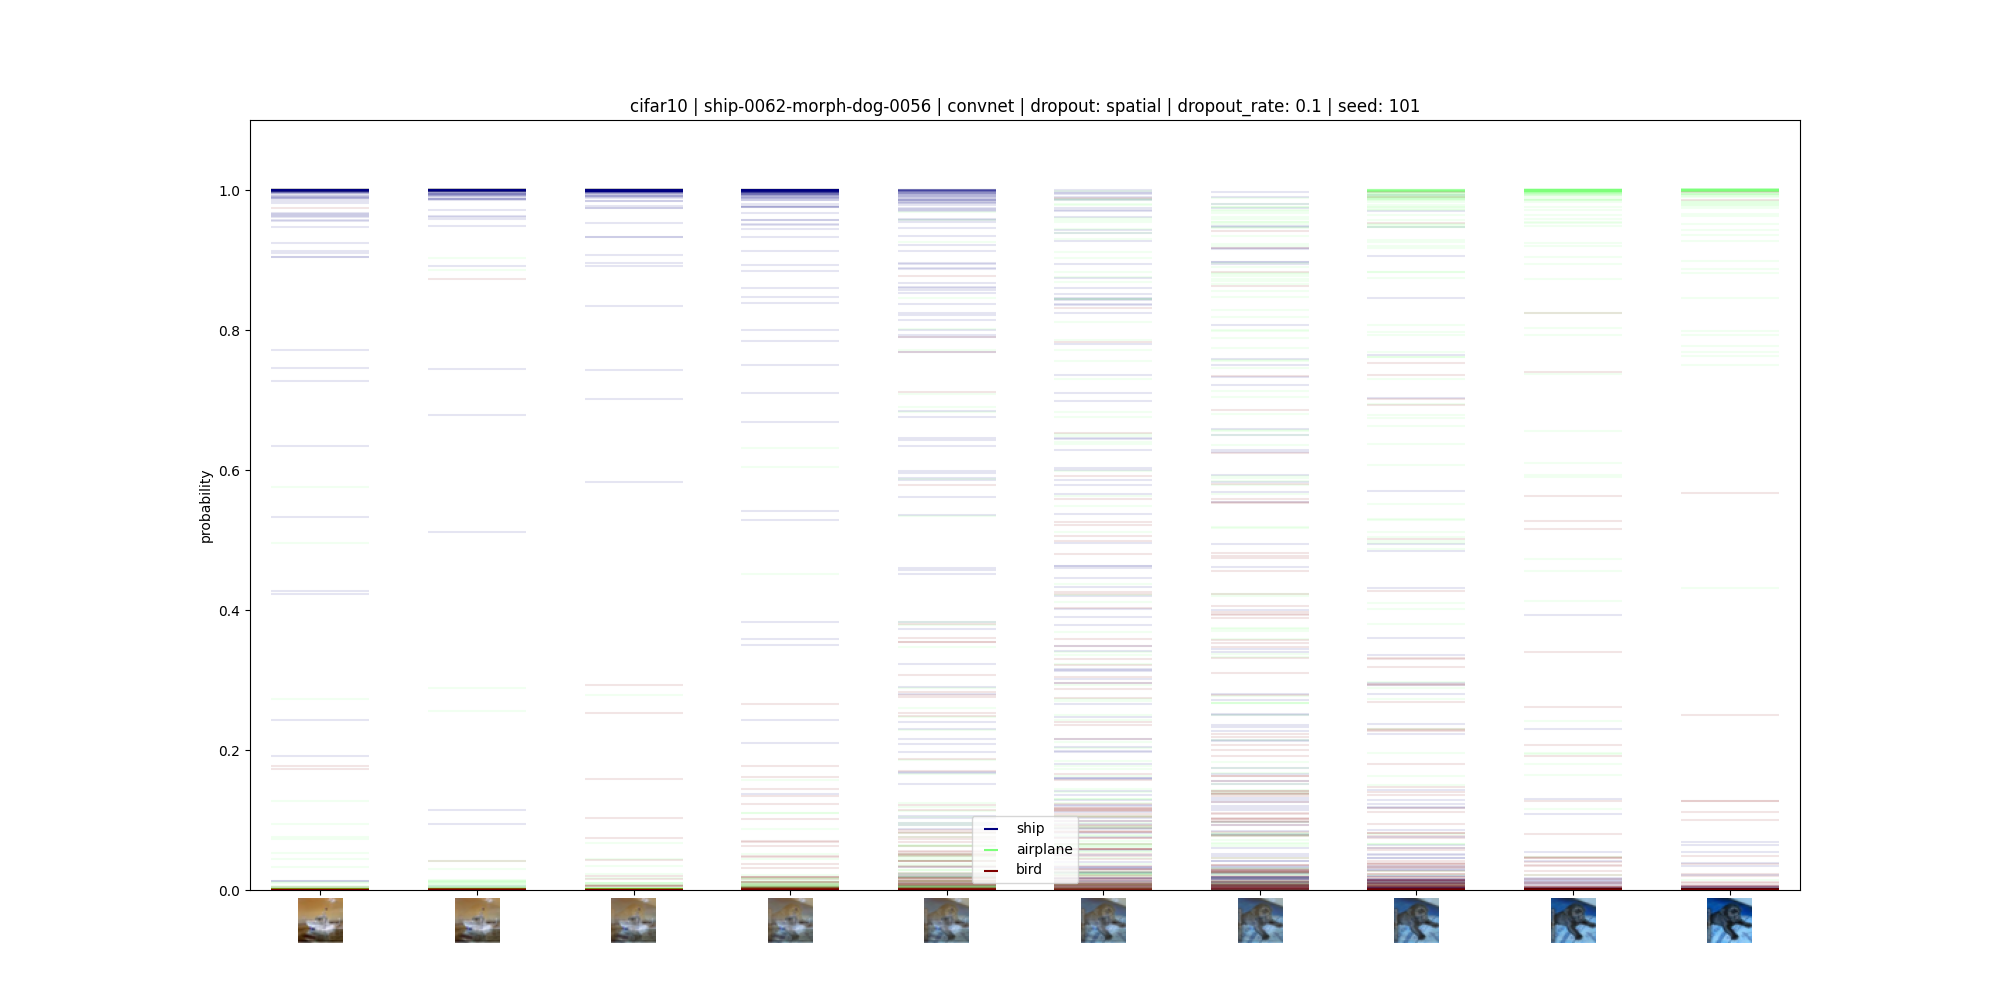 cifar10 | ship-0062-morph-dog-0056 | convnet | dropout: spatial | dropout_rate: 0.1 | seed: 101
1.0
0.8
0.6
0.4
0.2
0.0
probability
ship
airplane
bird